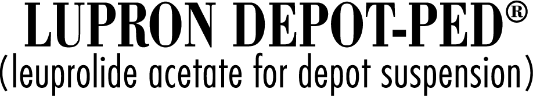 LUPRON DEPOT-PED®
(leuprolide acetate for depot suspension)